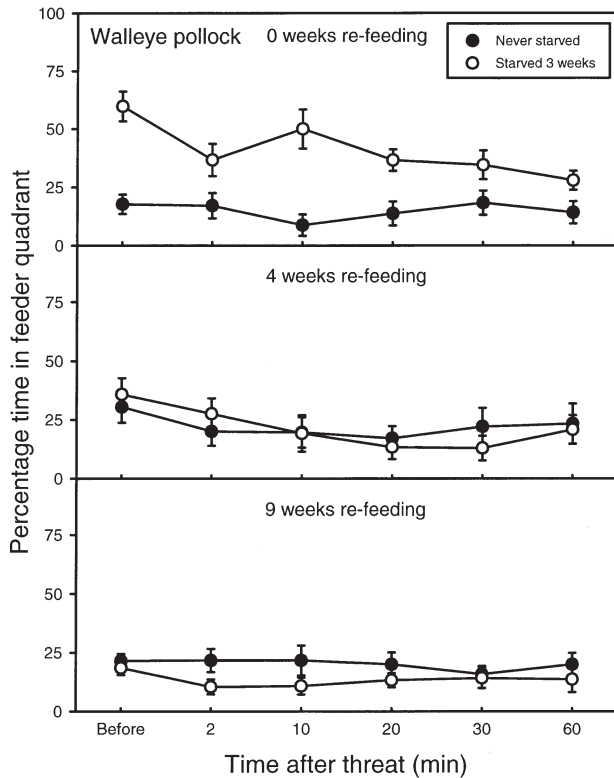 Walleye pollock
0 weeks re-feeding
Never starved
Starved 3 weeks
100
75
50
25
0
4 weeks re-feeding
75
50
25
0
9 weeks re-feeding
75
50
25
0
Before 2 10 20 30 60
Time after threat (min)
Percentage time in feeder quadrant